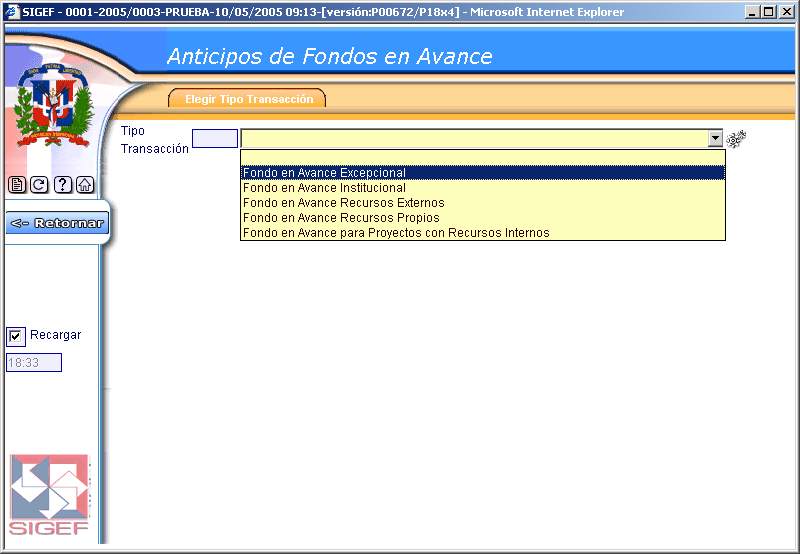 SIGEF - 0001-2005/0003-PRUEBA-10/05/2005 09:13-[versión:P00672/P18x4] - Microsoft Internet Explorer
Anticipos de Fondos en Avance
Elegir Tipo Transacción
Tipo
Transacción
Fondo en Avance Excepcional
Fondo en Avance Institucional
Fondo en Avance Recursos Externos
Fondo en Avance Recursos Propios
Fondo en Avance para Proyectos con Recursos Internos
<- Retornar
Recargar
18:33
SIGEF